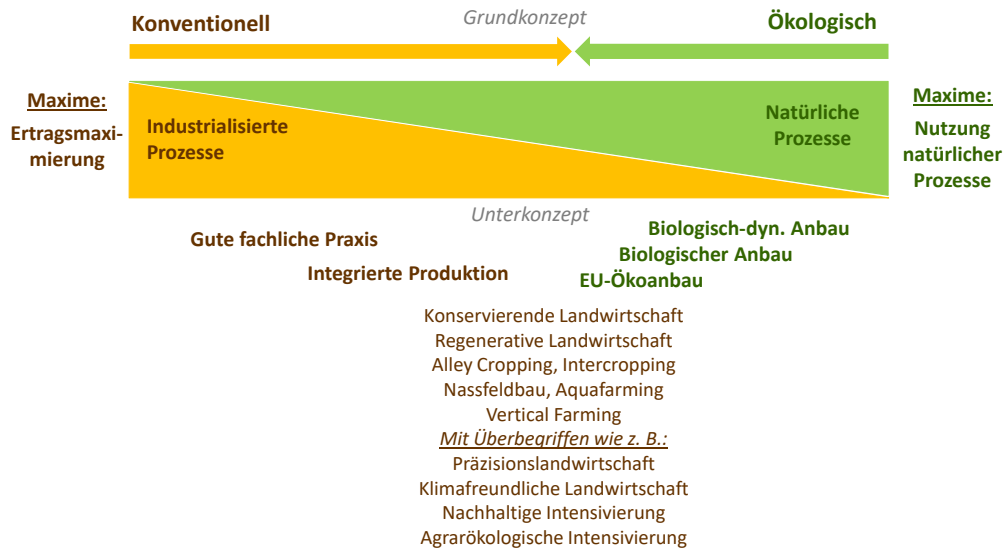 Konventionell
Grundkonzept
Ökologisch
Maxime:
Ertragsmaxi-
mierung
Industrialisierte
Prozesse
Natürliche
Prozesse
Maxime:
Nutzung
natürlicher
Prozesse
Unterkonzept
Gute fachliche Praxis
Integrierte Produktion
Biologisch-dyn. Anbau
Biologischer Anbau
EU-Ökoanbau
Konservierende Landwirtschaft
Regenerative Landwirtschaft
Alley Cropping, Intercropping
Nassfeldbau, Aquafarming
Vertical Farming
Mit Überbegriffen wie z. B.:
Präzisionslandwirtschaft
Klimafreundliche Landwirtschaft
Nachhaltige Intensivierung
Agrarökologische Intensivierung